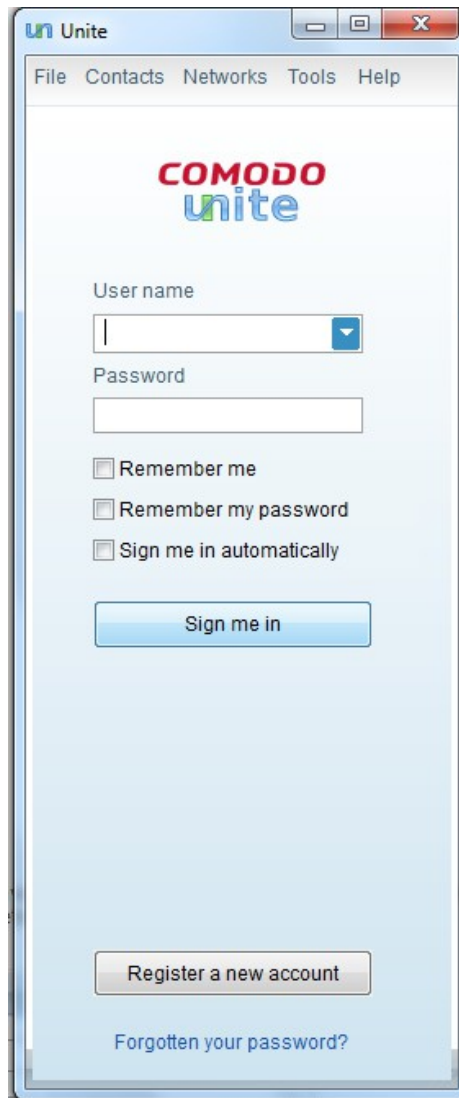 Unite
File Contacts Networks Tools Help
COMODO
unite
User name
Password
Remember me
Remember my password
Sign me in automatically
Sign me in
Register a new account
Forgotten your password?